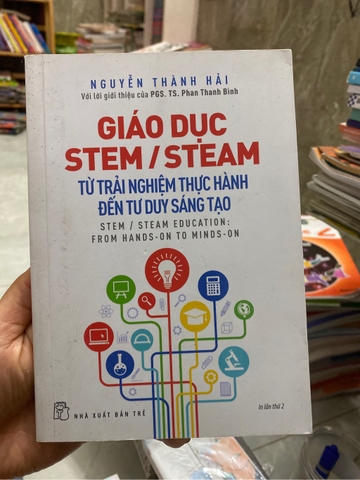 NGUYỄN THÀNH HẢI
Với lời giới thiệu của PGS. TS. Phan Thanh Bình
GIÁO DỤC
STEM / STEAM
TỪ TRẢI NGHIỆM THỰC HÀNH
ĐẾN TƯ DUY SÁNG TẠO
STEM / STEAM EDUCATION:
FROM HANDS-ON TO MINDS-ON
In lần thứ 2
NHÀ XUẤT BẢN TRẺ